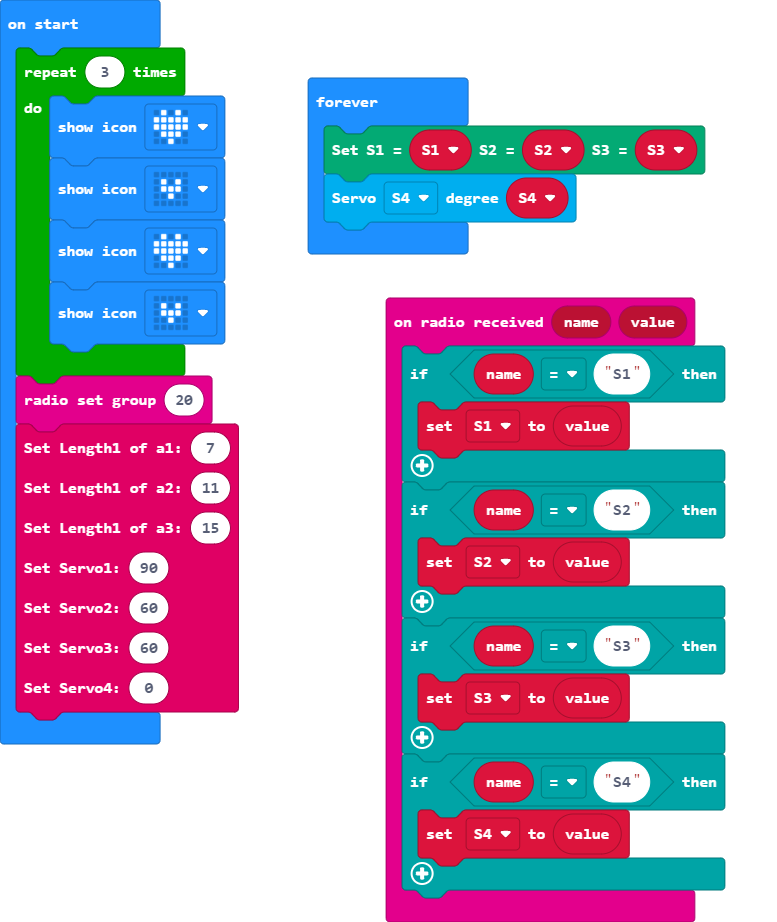 on start
repeat 3 times
do
show icon
show icon
show icon
show icon
radio set group 20
Set Length1 of a1: 7
Set Length1 of a2: 11
Set Length1 of a3: 15
Set Servo1: 90
Set Servo2: 60
Set Servo3: 60
Set Servo4: 0
forever
Set S1 = S1 S2 = S2 S3 = S3
Servo S4 degree S4
on radio received name value
if name = "S1" then
set S1 to value
if name = "S2" then
set S2 to value
if name = "S3" then
set S3 to value
if name = "S4" then
set S4 to value